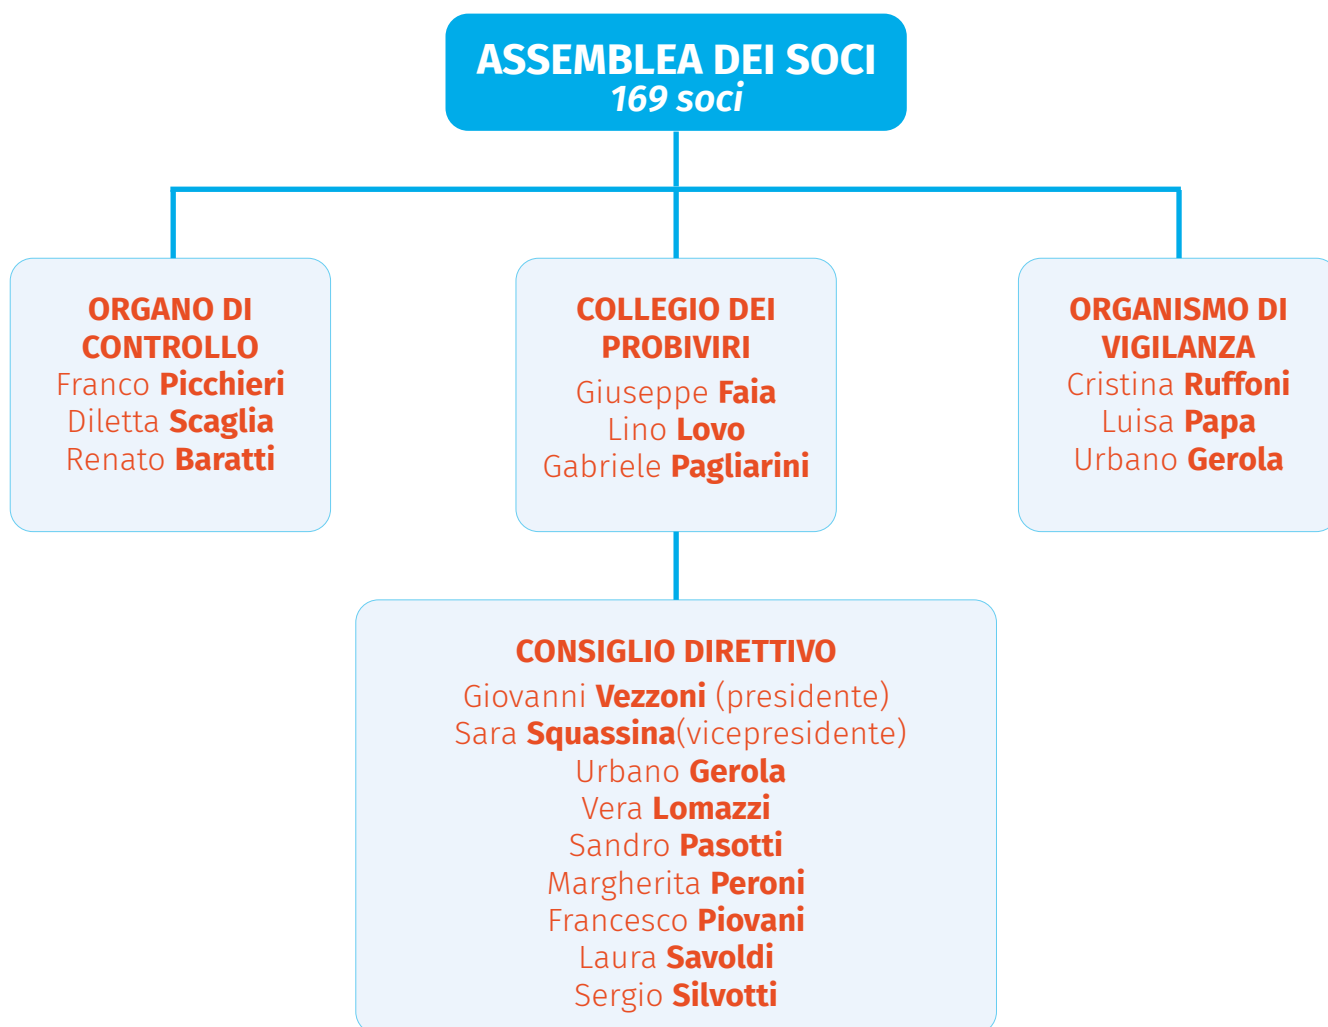 ASSEMBLEA DEI SOCI
169 soci
ORGANO DI
CONTROLLO
Franco Picchieri
Diletta Scaglia
Renato Baratti
COLLEGIO DEI
PROBIVIRI
Giuseppe Faia
Lino Lovo
Gabriele Pagliarini
ORGANISMO DI
VIGILANZA
Cristina Ruffoni
Luisa Papa
Urbano Gerola
CONSIGLIO DIRETTIVO
Giovanni Vezzoni (presidente)
Sara Squassina(vicepresidente)
Urbano Gerola
Vera Lomazzi
Sandro Pasotti
Margherita Peroni
Francesco Piovani
Laura Savoldi
Sergio Silvotti